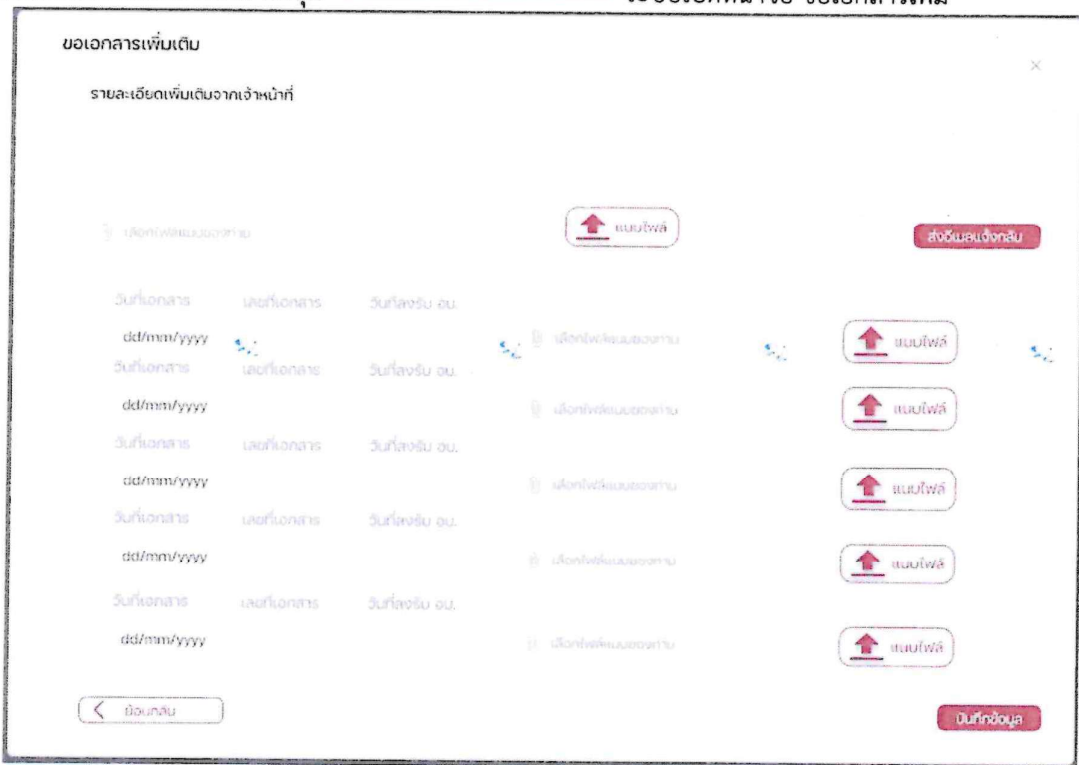 ขอเอกสารเพิ่มเติม
รายละเอียดเพิ่มเติมจากเจ้าหน้าที่
เลือกไฟล์แนบของท่าน แนบไฟล์ ส่งอีเมลแจ้งกลับ
วันที่เอกสาร เลขที่เอกสาร วันที่ลงรับ อบ.
dd/mm/yyyy เลือกไฟล์แนบของท่าน แนบไฟล์
วันที่เอกสาร เลขที่เอกสาร วันที่ลงรับ อบ.
dd/mm/yyyy เลือกไฟล์แนบของท่าน แนบไฟล์
วันที่เอกสาร เลขที่เอกสาร วันที่ลงรับ อบ.
dd/mm/yyyy เลือกไฟล์แนบของท่าน แนบไฟล์
วันที่เอกสาร เลขที่เอกสาร วันที่ลงรับ อบ.
dd/mm/yyyy เลือกไฟล์แนบของท่าน แนบไฟล์
วันที่เอกสาร เลขที่เอกสาร วันที่ลงรับ อบ.
dd/mm/yyyy เลือกไฟล์แนบของท่าน แนบไฟล์
ย้อนกลับ บันทึกข้อมูล